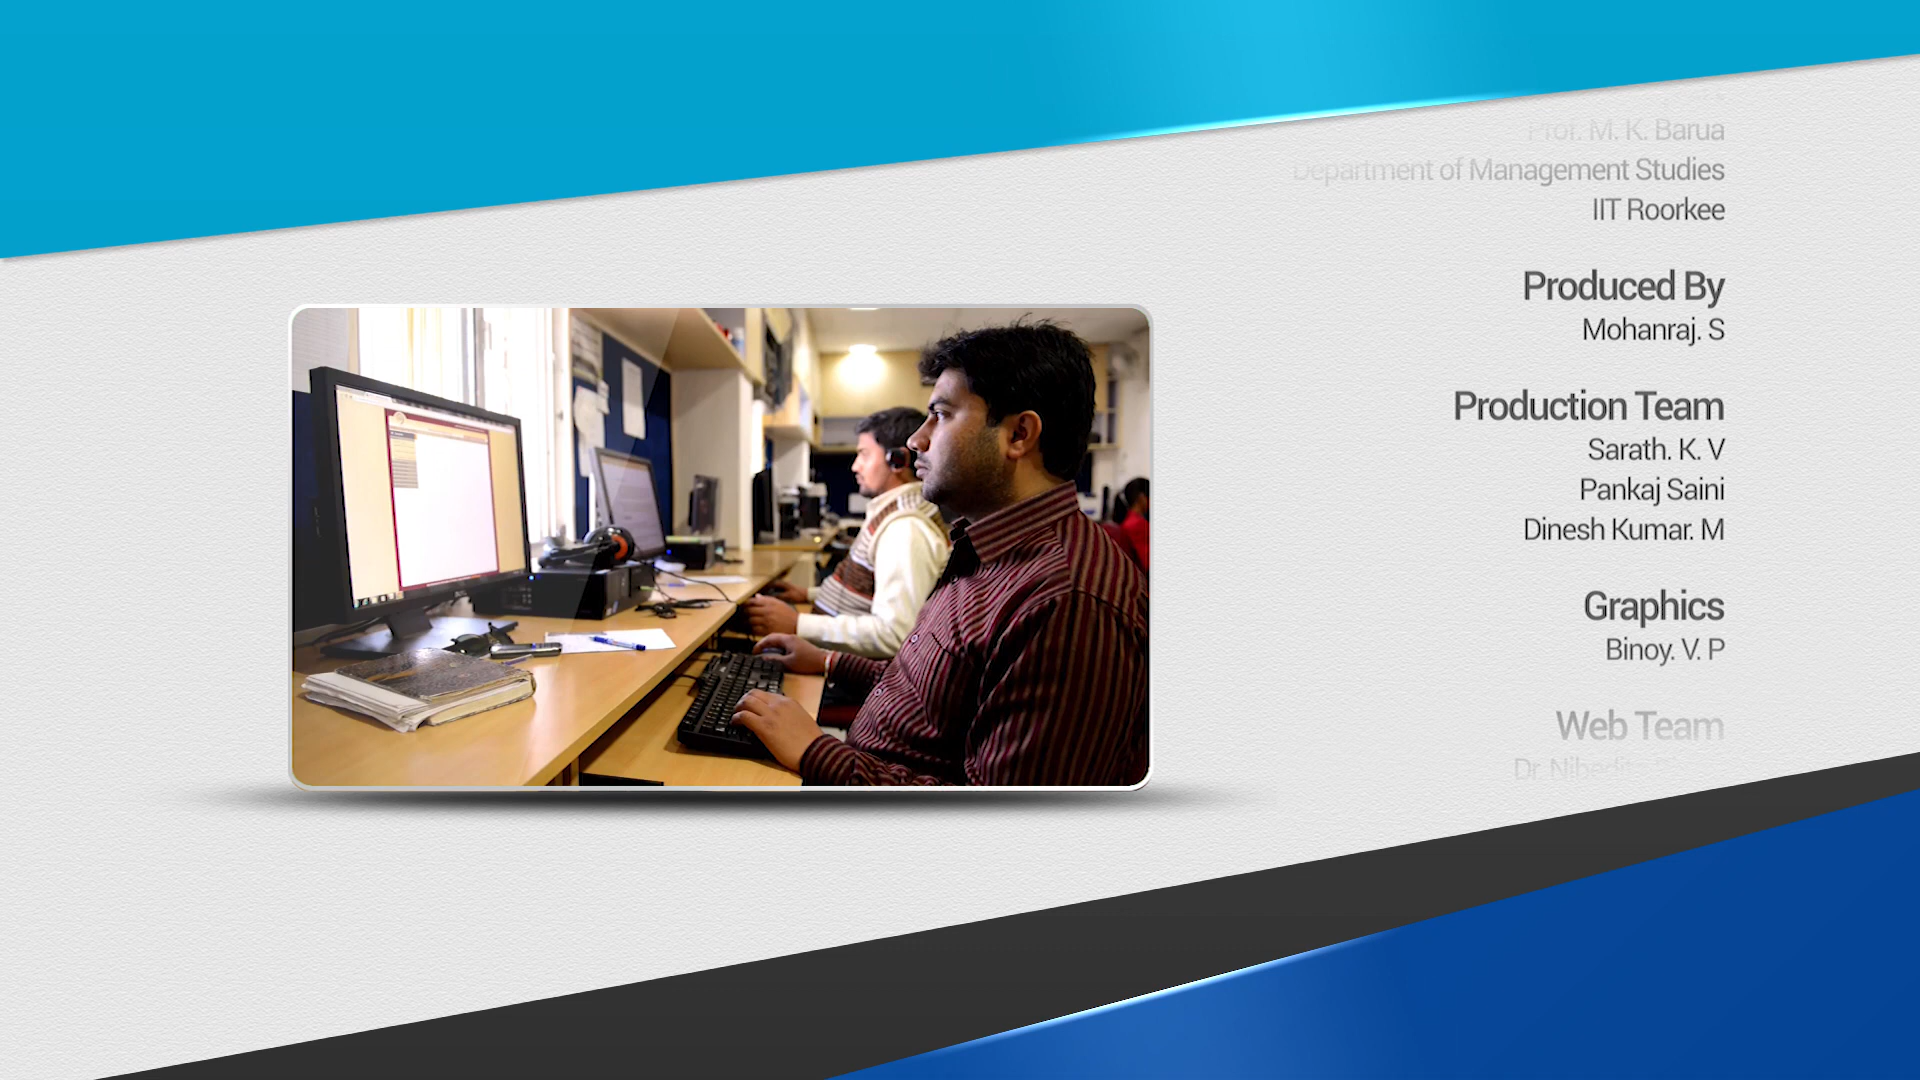 Prof. M. K. Barua
Department of Management Studies
IIT Roorkee
Produced By
Mohanraj. S
Production Team
Sarath. K. V
Pankaj Saini
Dinesh Kumar. M
Graphics
Binoy. V. P
Web Team
Dr.